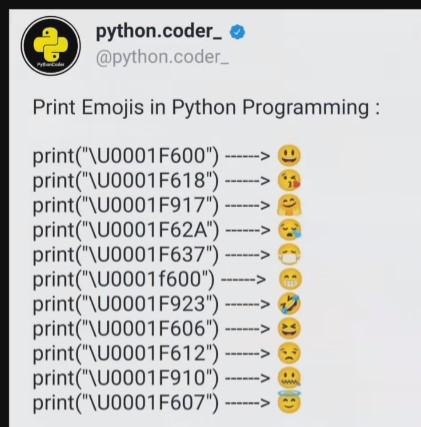 python.coder_
@python.coder_
PythonCoder
Print Emojis in Python Programming :
print("\U0001F600") ------> 😃
print("\U0001F618") ------> 😘
print("\U0001F917") ------> 🤗
print("\U0001F62A") ------> 😪
print("\U0001F637") ------> 😷
print("\U0001f600") ------> 😁
print("\U0001F923") ------> 🤣
print("\U0001F606") ------> 😆
print("\U0001F612") ------> 😒
print("\U0001F910") ------> 🤐
print("\U0001F607") ------> 😇